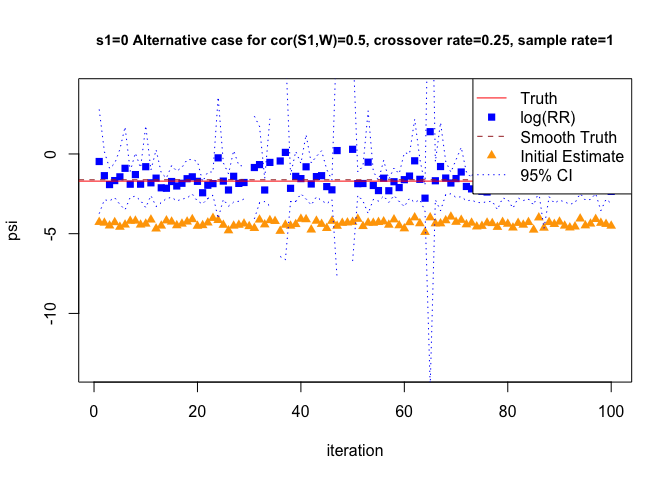 s1=0 Alternative case for cor(S1,W)=0.5, crossover rate=0.25, sample rate=1
Truth
log(RR)
Smooth Truth
Initial Estimate
95% CI
psi
0
-5
-10
0 20 40 60 80 100
iteration